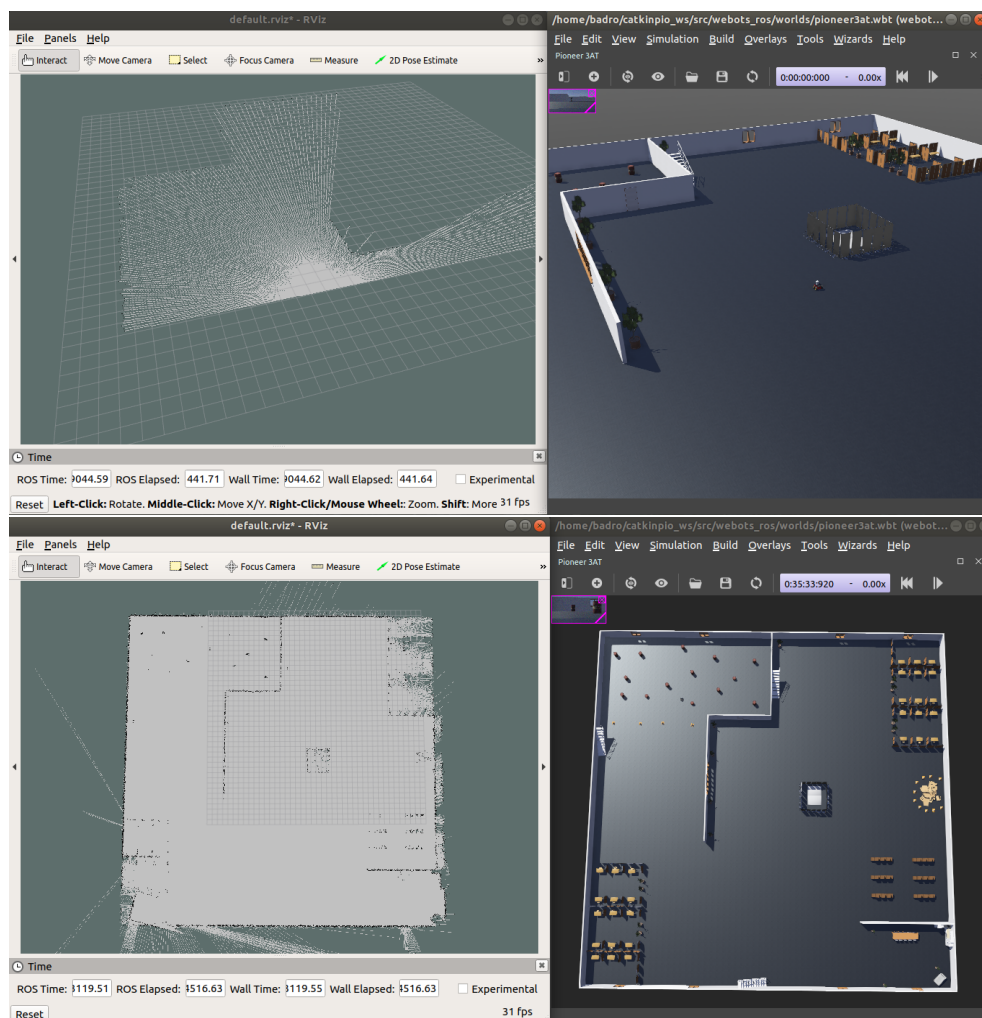 default.rviz* - RViz
File Panels Help
Interact Move Camera Select Focus Camera Measure 2D Pose Estimate »
Time
ROS Time: 9044.59 ROS Elapsed: 441.71 Wall Time: 9044.62 Wall Elapsed: 441.64 Experimental
Reset Left-Click: Rotate. Middle-Click: Move X/Y. Right-Click/Mouse Wheel:: Zoom. Shift: More 31 fps
/home/badro/catkinpio_ws/src/webots_ros/worlds/pioneer3at.wbt (webot...
File Edit View Simulation Build Overlays Tools Wizards Help
Pioneer 3AT
0:00:00:000 - 0.00x
default.rviz* - RViz
File Panels Help
Interact Move Camera Select Focus Camera Measure 2D Pose Estimate »
Time
ROS Time: 3119.51 ROS Elapsed: 4516.63 Wall Time: 3119.55 Wall Elapsed: 4516.63 Experimental
Reset 31 fps
/home/badro/catkinpio_ws/src/webots_ros/worlds/pioneer3at.wbt (webot...
File Edit View Simulation Build Overlays Tools Wizards Help
Pioneer 3AT
0:35:33:920 - 0.00x